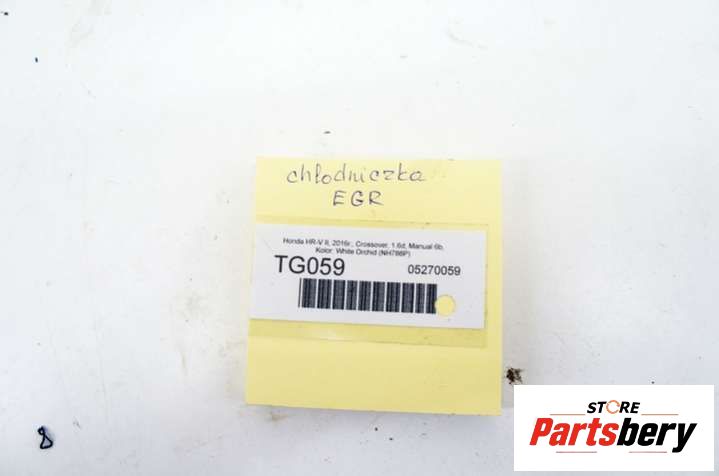 chłodniczka
EGR
Honda HR-V II, 2016r., Crossover, 1.6d, Manual 6b,
Kolor: White Orchid (NH788P)
TG059 05270059
STORE
Partsbery
8